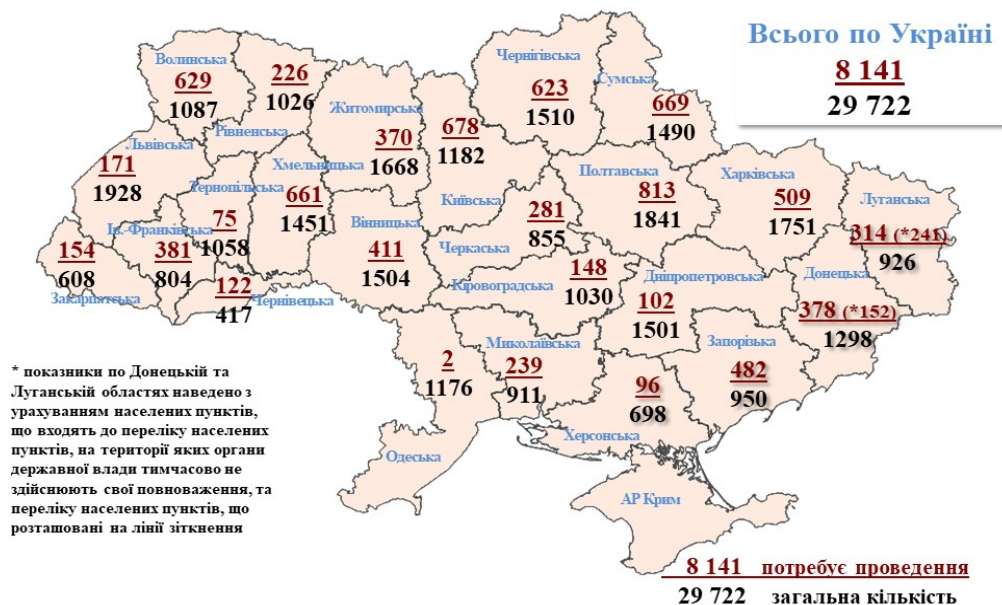 Всього по Україні
8 141
29 722
Волинська
629
1087
226
1026
Рівненська
Житомирська
370
1668
678
1182
Київська
Чернігівська
623
1510
Сумська
669
1490
Львівська
171
1928
Тернопільська
75
1058
Хмельницька
661
1451
Вінницька
411
1504
Черкаська
281
855
Полтавська
813
1841
Харківська
509
1751
Луганська
314 (*241)
926
Ів.-Франківська
381
804
154
608
Закарпатська
122
417
Чернівецька
Кіровоградська
148
1030
Дніпропетровська
102
1501
Донецька
378 (*152)
1298
2
1176
Одеська
Миколаївська
239
911
96
698
Херсонська
Запорізька
482
950
АР Крим
* показники по Донецькій та
Луганській областях наведено з
урахуванням населених пунктів,
що входять до переліку населених
пунктів, на території яких органи
державної влади тимчасово не
здійснюють свої повноваження, та
переліку населених пунктів, що
розташовані на лінії зіткнення
8 141 потребує проведення
29 722 загальна кількість